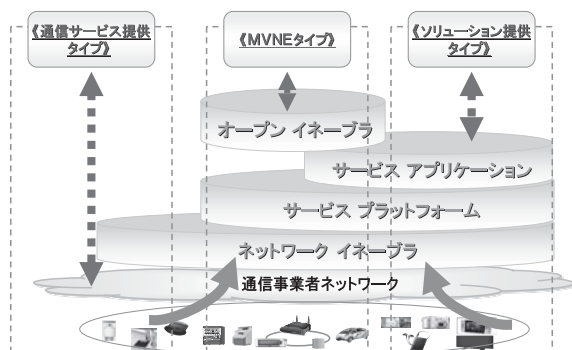 《通信サービス提供
タイプ》
《MVNEタイプ》
《ソリューション提供
タイプ》
オープン イネーブラ
サービス アプリケーション
サービス プラットフォーム
ネットワーク イネーブラ
通信事業者ネットワーク